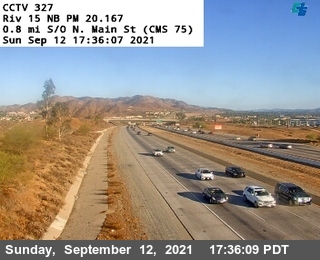 CCTV 327
Riv 15 NB PM 20.167
0.8 mi S/O N. Main St (CMS 75)
Sun Sep 12 17:36:07 2021
Sunday, September 12, 2021 17:36:09 PDT